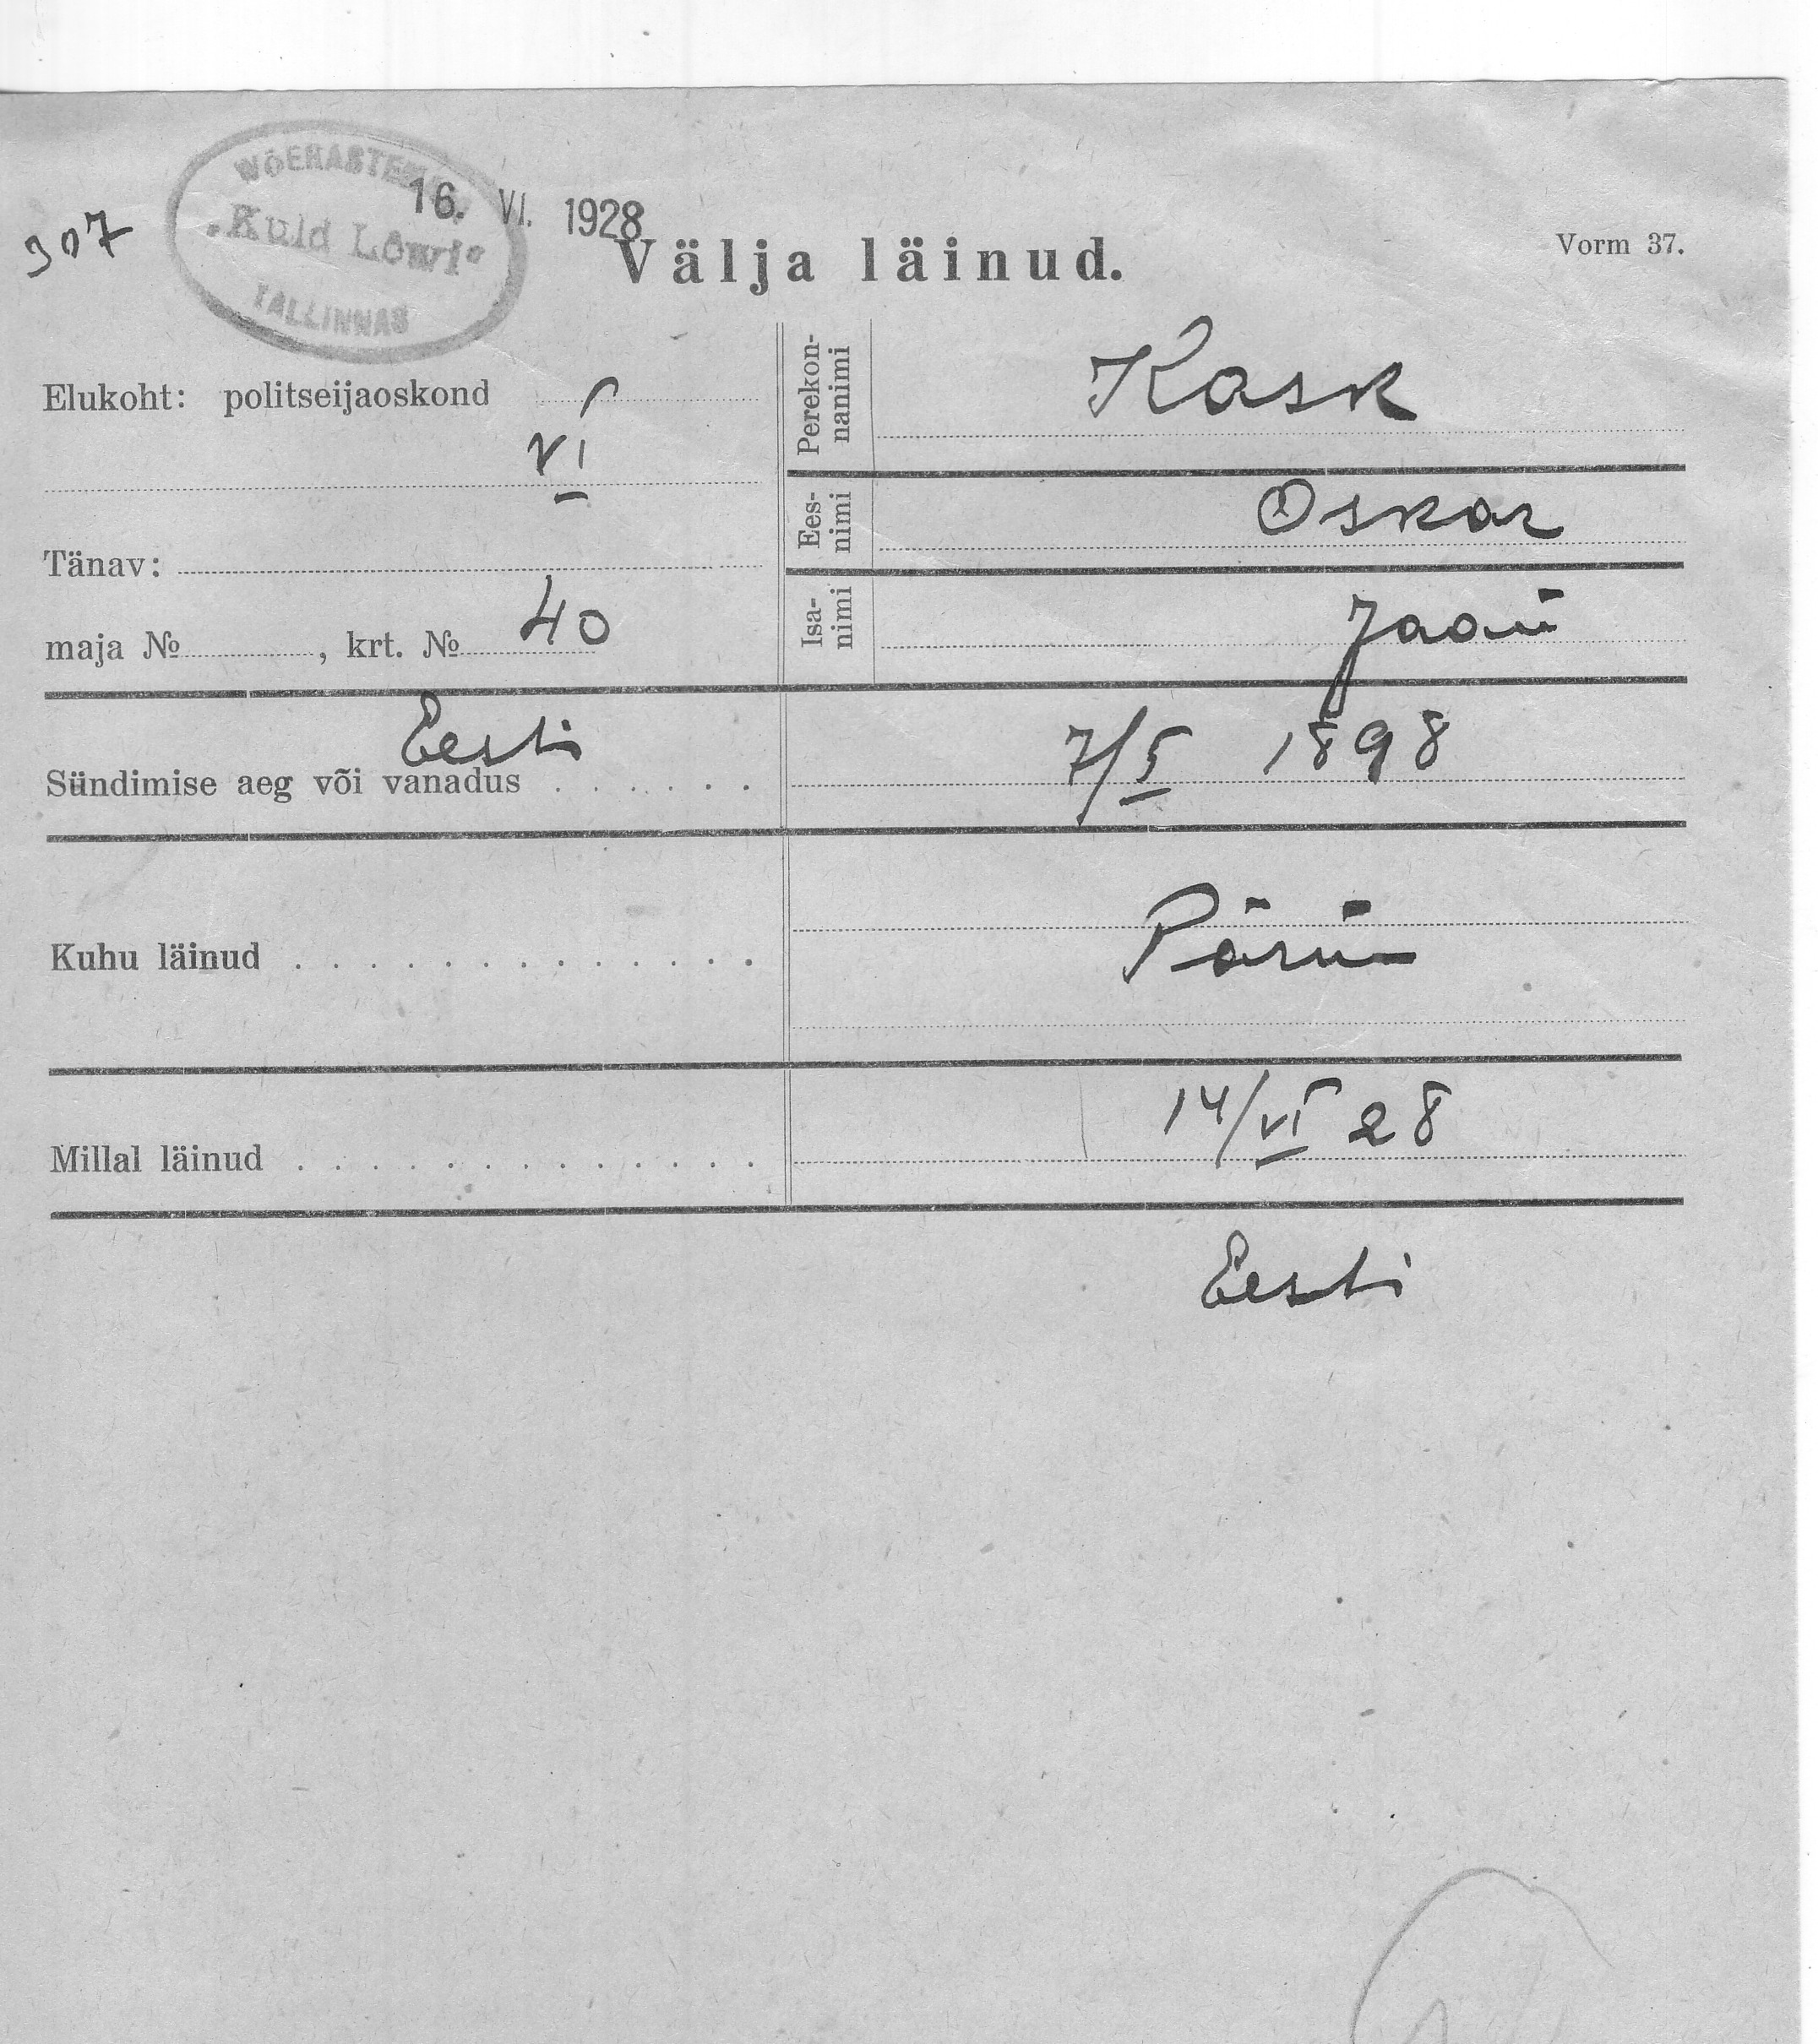 WÕERASTEMAJA
16. VI. 1928
307
„Kuld Lõwi“
TALLINNAS
Välja läinud.
Vorm 37.
Elukoht: politseijaoskond
VI
Perekon-
nanimi
Kask
Ees-
nimi
Oskar
Tänav:
maja № , krt. № 40
Isa-
nimi
Jaan
Eesti
Sündimise aeg või vanadus
7/5 1898
Kuhu läinud
Pärnu
Millal läinud
14/VI 28
Eesti